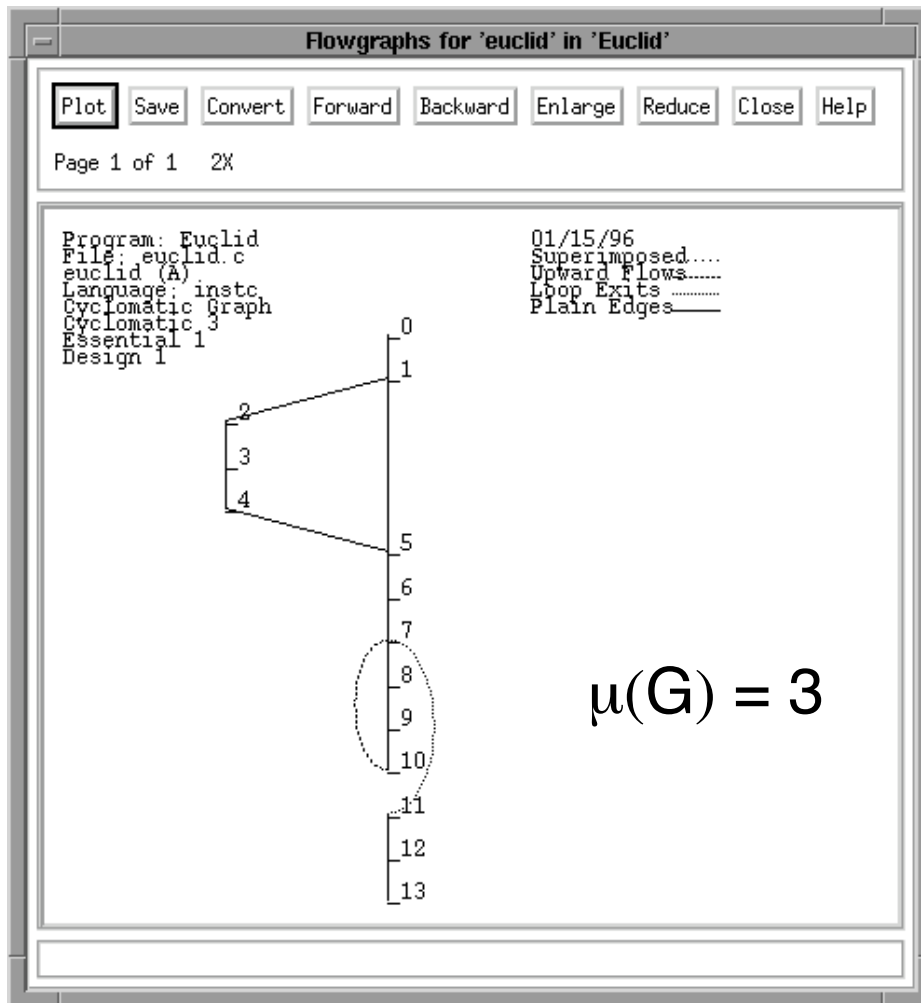 Flowgraphs for 'euclid' in 'Euclid'
Plot Save Convert Forward Backward Enlarge Reduce Close Help
Page 1 of 1 2X
Program: Euclid
File: euclid.c
euclid (A)
Language: instc
Cyclomatic Graph
Cyclomatic 3
Essential 1
Design 1
01/15/96
Superimposed
Upward Flows
Loop Exits
Plain Edges
0
1
2
3
4
5
6
7
8
9
10
11
12
13
μ(G) = 3